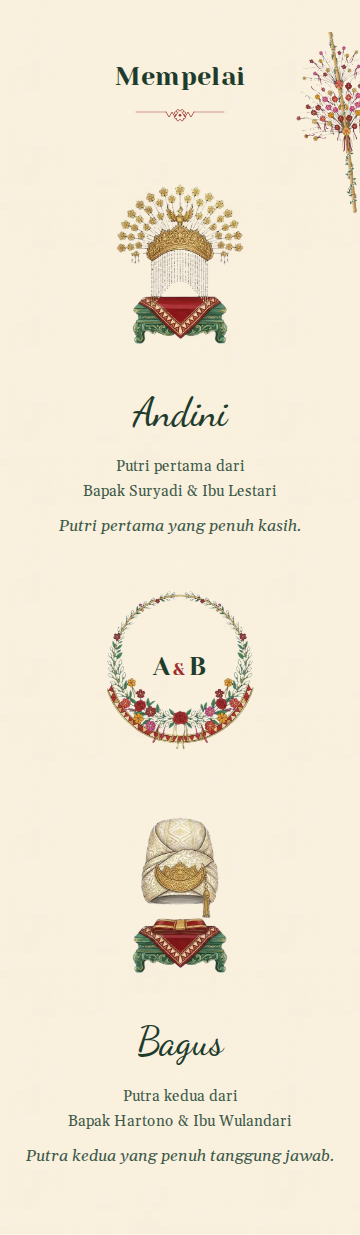 Mempelai
Andini
Putri pertama dari
Bapak Suryadi & Ibu Lestari
Putri pertama yang penuh kasih.
A & B
Bagus
Putra kedua dari
Bapak Hartono & Ibu Wulandari
Putra kedua yang penuh tanggung jawab.